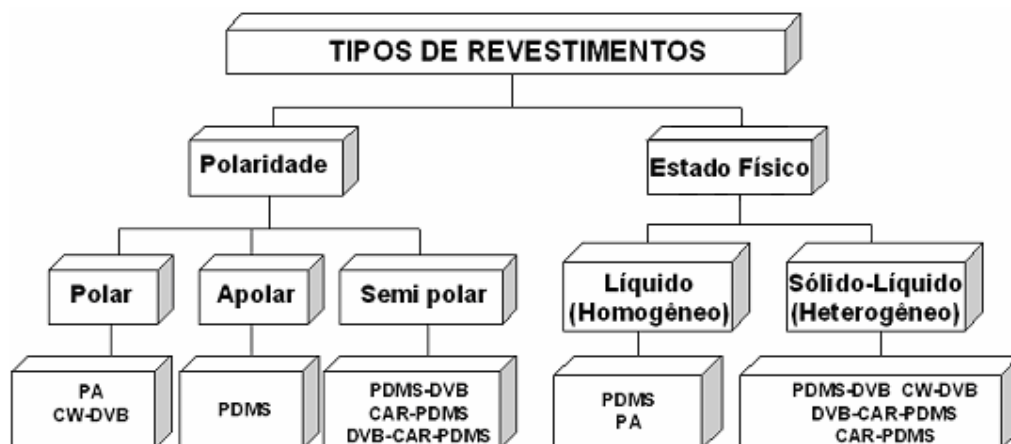 TIPOS DE REVESTIMENTOS
Polaridade
Estado Físico
Polar
Apolar
Semi polar
Líquido
(Homogêneo)
Sólido-Líquido
(Heterogêneo)
PA
CW-DVB
PDMS
PDMS-DVB
CAR-PDMS
DVB-CAR-PDMS
PDMS
PA
PDMS-DVB CW-DVB
DVB-CAR-PDMS
CAR-PDMS